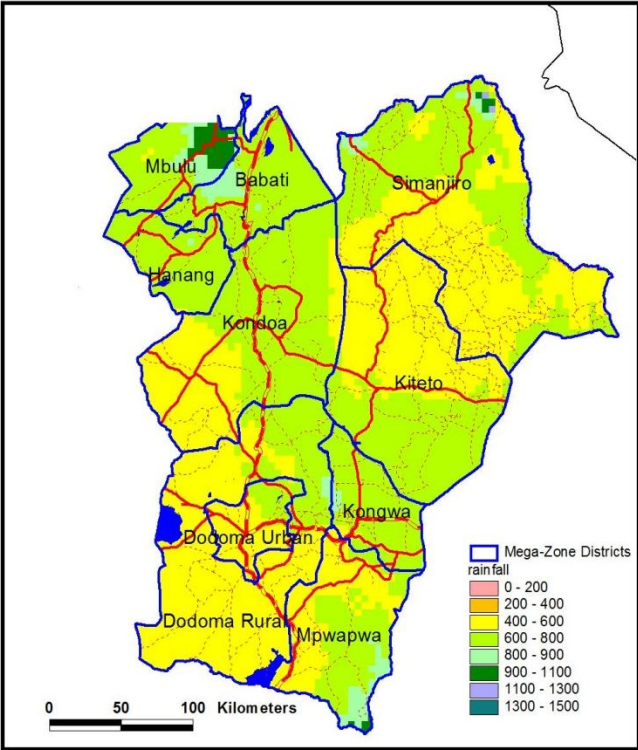 Mbulu
Babati
Simanjiro
Hanang
Kondoa
Kiteto
Kongwa
Dodoma Urban
Dodoma Rural
Mpwapwa
Mega-Zone Districts
rainfall
0 - 200
200 - 400
400 - 600
600 - 800
800 - 900
900 - 1100
1100 - 1300
1300 - 1500
0 50 100 Kilometers